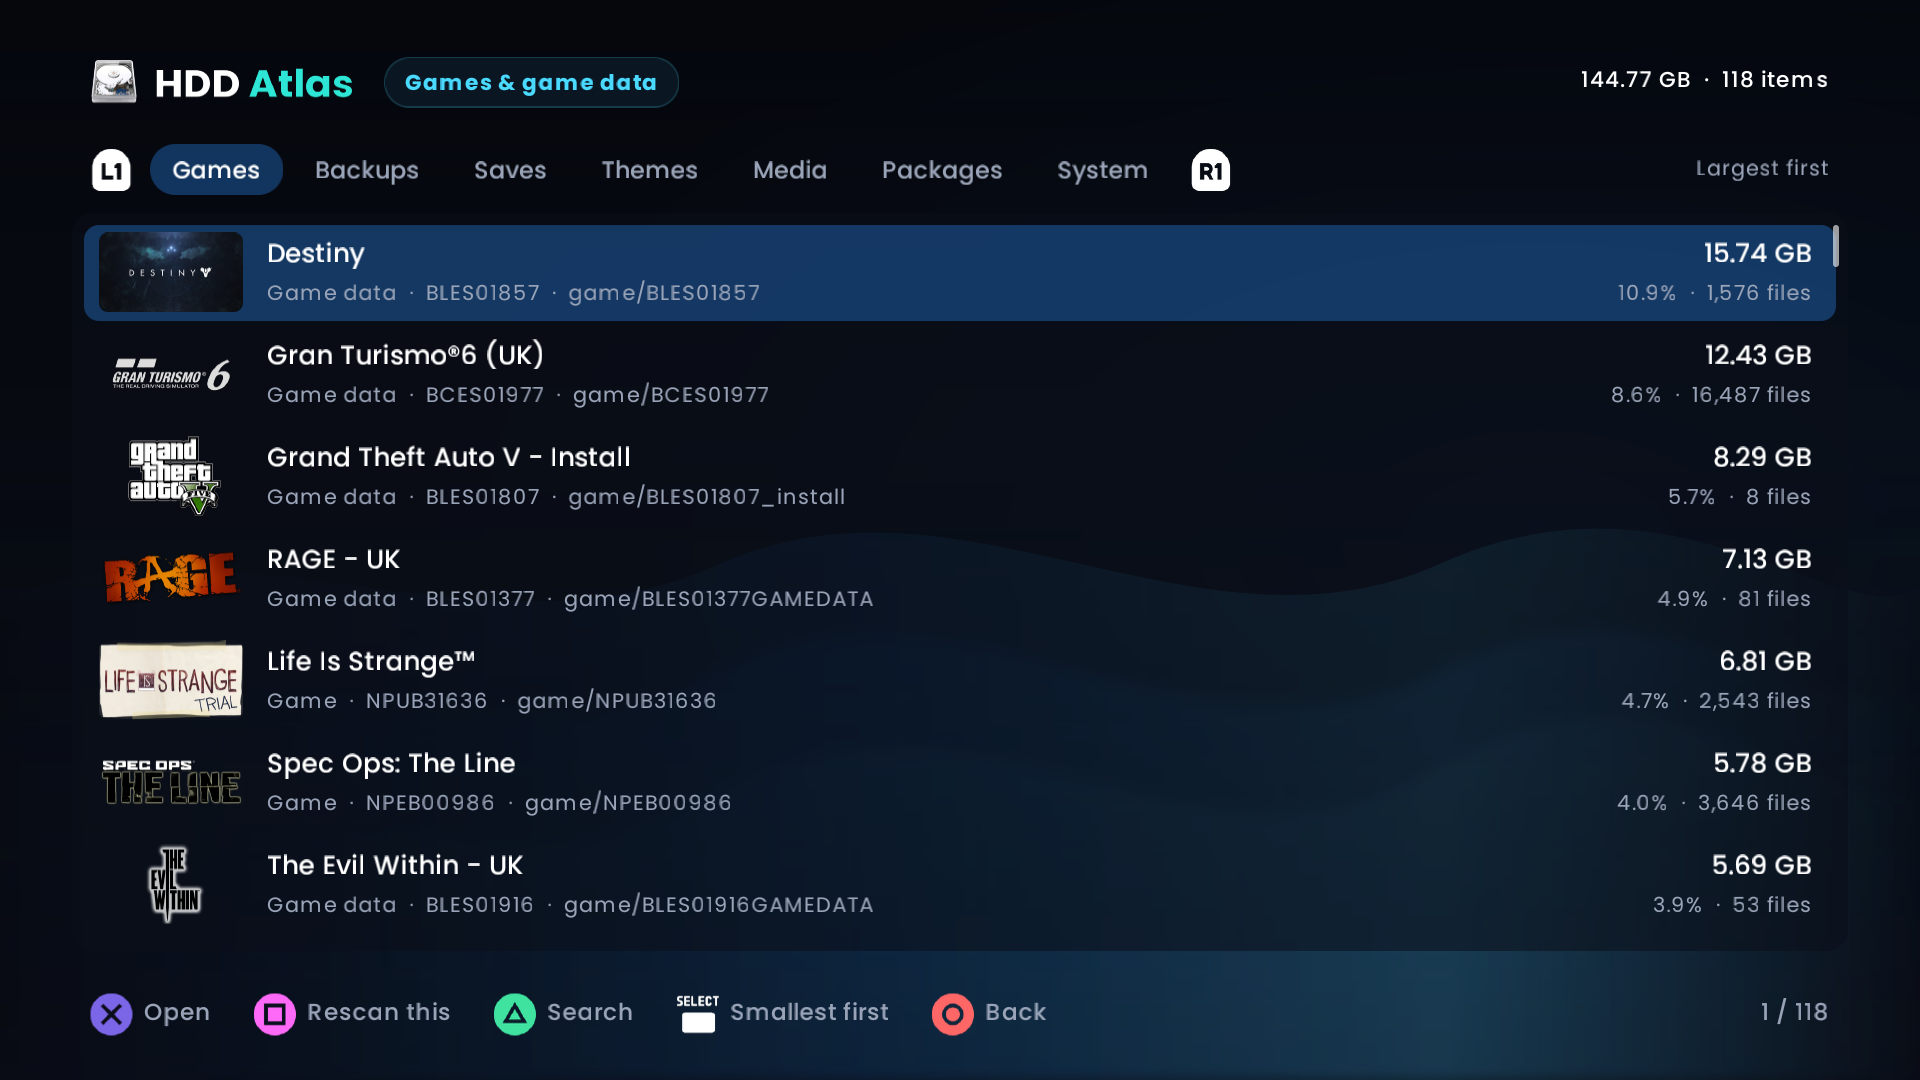 HDD Atlas
Games & game data
144.77 GB · 118 items
L1 Games Backups Saves Themes Media Packages System R1
Largest first
DESTINY
Destiny
15.74 GB
Game data · BLES01857 · game/BLES01857
10.9% · 1,576 files
GRAN TURISMO® 6
THE REAL DRIVING SIMULATOR
Gran Turismo®6 (UK)
12.43 GB
Game data · BCES01977 · game/BCES01977
8.6% · 16,487 files
grand
theft
auto V
FIVE
Grand Theft Auto V - Install
8.29 GB
Game data · BLES01807 · game/BLES01807_install
5.7% · 8 files
RAGE
RAGE - UK
7.13 GB
Game data · BLES01377 · game/BLES01377GAMEDATA
4.9% · 81 files
LIFE IS STRANGE
TRIAL
Life Is Strange™
6.81 GB
Game · NPUB31636 · game/NPUB31636
4.7% · 2,543 files
SPEC OPS
THE LINE
Spec Ops: The Line
5.78 GB
Game · NPEB00986 · game/NPEB00986
4.0% · 3,646 files
THE
EVIL
WITHIN
The Evil Within - UK
5.69 GB
Game data · BLES01916 · game/BLES01916GAMEDATA
3.9% · 53 files
Open
Rescan this
Search
SELECT
Smallest first
Back
1 / 118